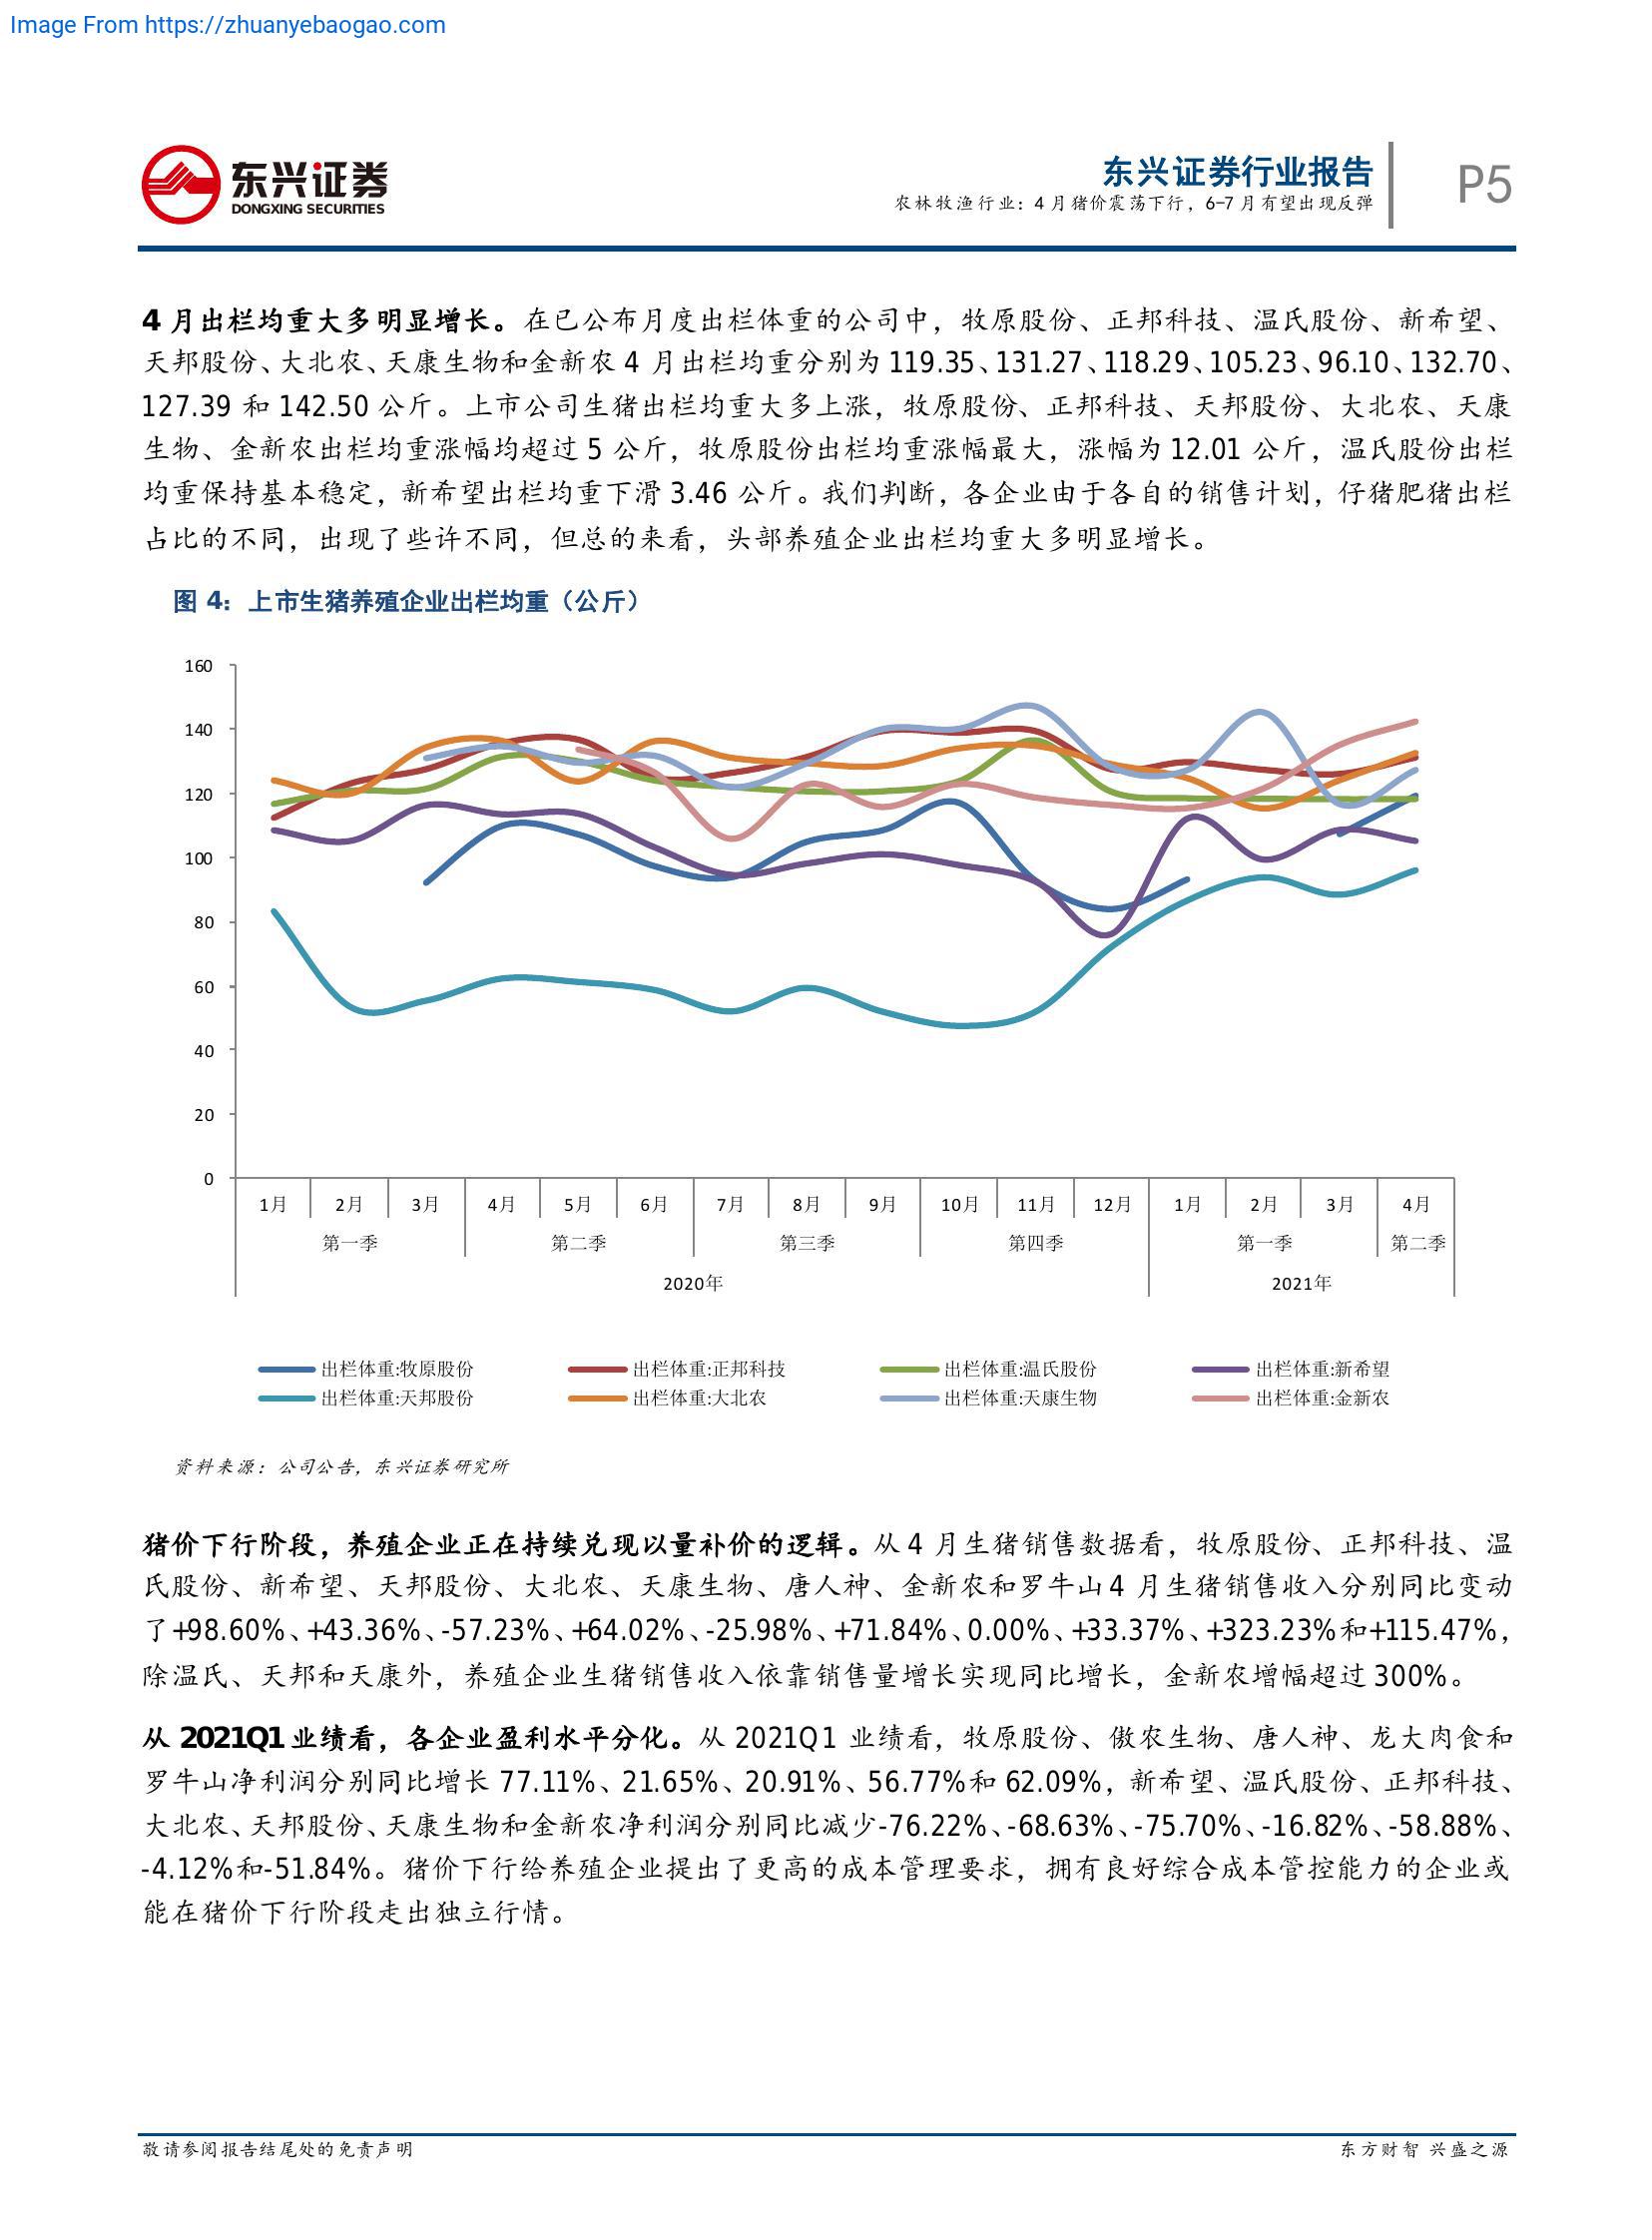 Image From https://zhuanyebaogao.com
东兴证券
DONGXING SECURITIES
东兴证券行业报告
农林牧渔行业：4 月猪价震荡下行，6-7 月有望出现反弹
P5
4 月出栏均重大多明显增长。在已公布月度出栏体重的公司中，牧原股份、正邦科技、温氏股份、新希望、
天邦股份、大北农、天康生物和金新农 4 月出栏均重分别为 119.35、131.27、118.29、105.23、96.10、132.70、
127.39 和 142.50 公斤。上市公司生猪出栏均重大多上涨，牧原股份、正邦科技、天邦股份、大北农、天康
生物、金新农出栏均重涨幅均超过 5 公斤，牧原股份出栏均重涨幅最大，涨幅为 12.01 公斤，温氏股份出栏
均重保持基本稳定，新希望出栏均重下滑 3.46 公斤。我们判断，各企业由于各自的销售计划，仔猪肥猪出栏
占比的不同，出现了些许不同，但总的来看，头部养殖企业出栏均重大多明显增长。
图 4：上市生猪养殖企业出栏均重（公斤）
160
140
120
100
80
60
40
20
0
1月 2月 3月 4月 5月 6月 7月 8月 9月 10月 11月 12月 1月 2月 3月 4月
第一季 第二季 第三季 第四季 第一季 第二季
2020年 2021年
出栏体重:牧原股份 出栏体重:正邦科技 出栏体重:温氏股份 出栏体重:新希望
出栏体重:天邦股份 出栏体重:大北农 出栏体重:天康生物 出栏体重:金新农
资料来源：公司公告，东兴证券研究所
猪价下行阶段，养殖企业正在持续兑现以量补价的逻辑。从 4 月生猪销售数据看，牧原股份、正邦科技、温
氏股份、新希望、天邦股份、大北农、天康生物、唐人神、金新农和罗牛山 4 月生猪销售收入分别同比变动
了+98.60%、+43.36%、-57.23%、+64.02%、-25.98%、+71.84%、0.00%、+33.37%、+323.23%和+115.47%，
除温氏、天邦和天康外，养殖企业生猪销售收入依靠销售量增长实现同比增长，金新农增幅超过 300%。
从 2021Q1 业绩看，各企业盈利水平分化。从 2021Q1 业绩看，牧原股份、傲农生物、唐人神、龙大肉食和
罗牛山净利润分别同比增长 77.11%、21.65%、20.91%、56.77%和 62.09%，新希望、温氏股份、正邦科技、
大北农、天邦股份、天康生物和金新农净利润分别同比减少-76.22%、-68.63%、-75.70%、-16.82%、-58.88%、
-4.12%和-51.84%。猪价下行给养殖企业提出了更高的成本管理要求，拥有良好综合成本管控能力的企业或
能在猪价下行阶段走出独立行情。
敬请参阅报告结尾处的免责声明
东方财智 兴盛之源